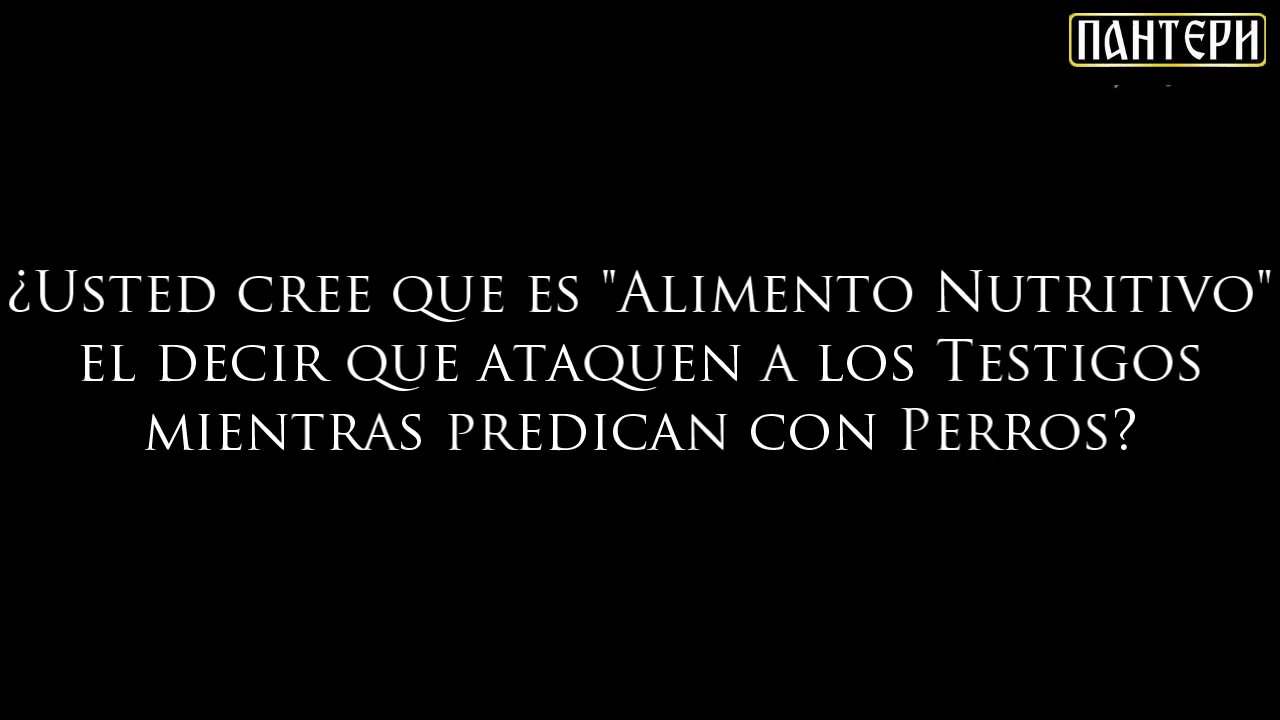 ПАНТЕРИ
¿Usted cree que es "Alimento Nutritivo"
el decir que ataquen a los Testigos
mientras predican con Perros?